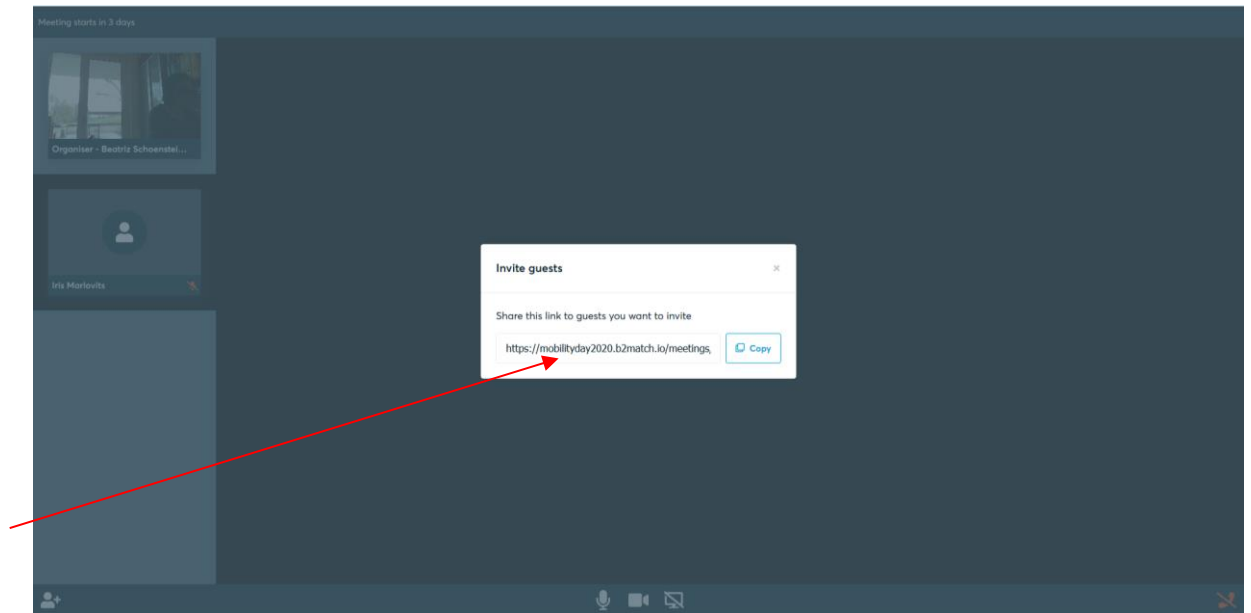 Meeting starts in 3 days
Organiser - Beatriz Schoenstei...
Iris Marlovits
Invite guests
Share this link to guests you want to invite
https://mobilityday2020.b2match.io/meetings,
Copy